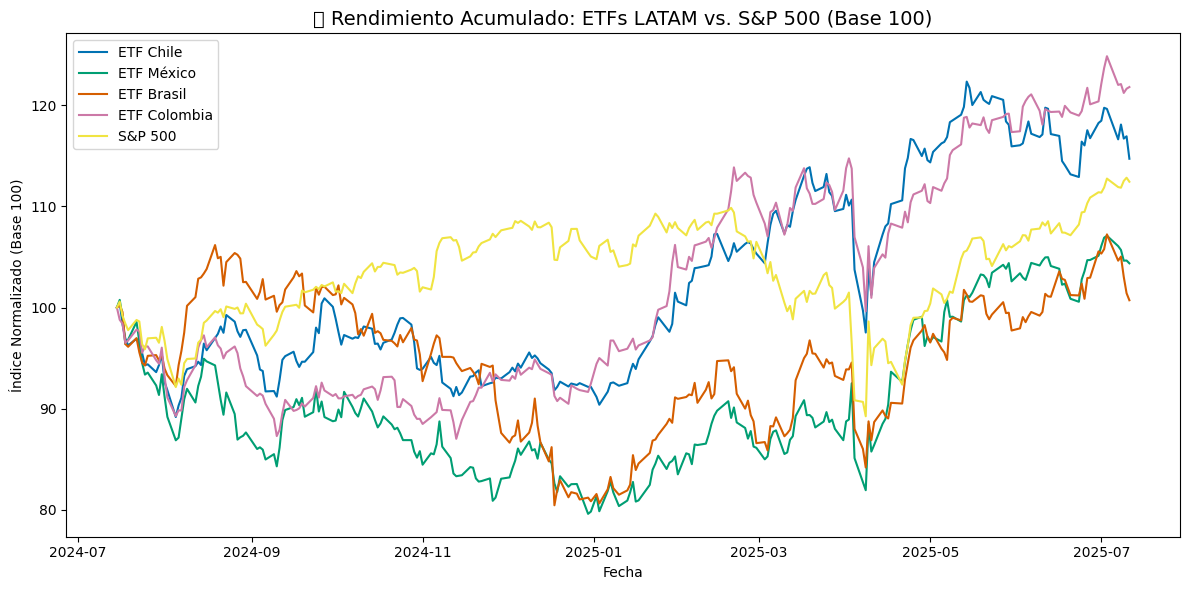 ▯ Rendimiento Acumulado: ETFs LATAM vs. S&P 500 (Base 100)
ETF Chile
ETF México
ETF Brasil
ETF Colombia
S&P 500
Índice Normalizado (Base 100)
120
110
100
90
80
2024-07
2024-09
2024-11
2025-01
2025-03
2025-05
2025-07
Fecha